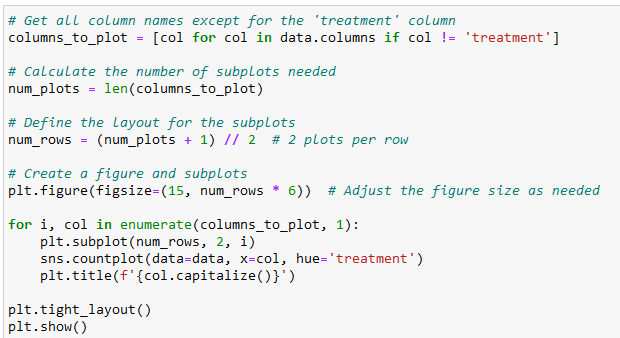 # Get all column names except for the 'treatment' column
columns_to_plot = [col for col in data.columns if col != 'treatment']
# Calculate the number of subplots needed
num_plots = len(columns_to_plot)
# Define the layout for the subplots
num_rows = (num_plots + 1) // 2  # 2 plots per row
# Create a figure and subplots
plt.figure(figsize=(15, num_rows * 6))  # Adjust the figure size as needed
for i, col in enumerate(columns_to_plot, 1):
    plt.subplot(num_rows, 2, i)
    sns.countplot(data=data, x=col, hue='treatment')
    plt.title(f'{col.capitalize()}')
plt.tight_layout()
plt.show()